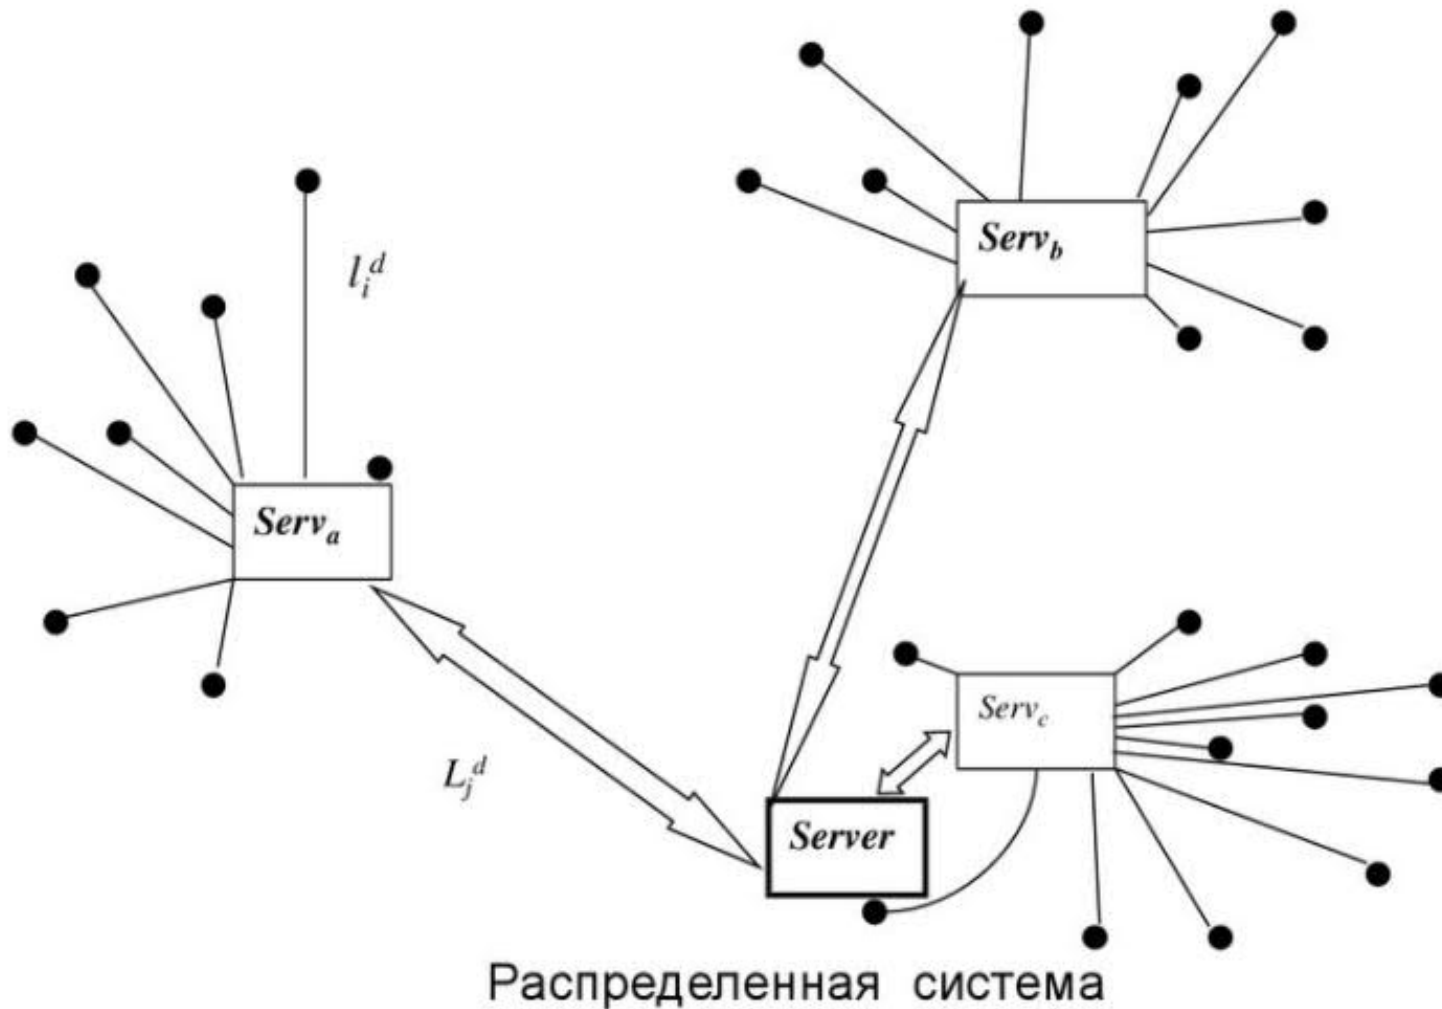 Serv_b
l_i^d
Serv_a
Serv_c
L_j^d
Server
Распределенная система